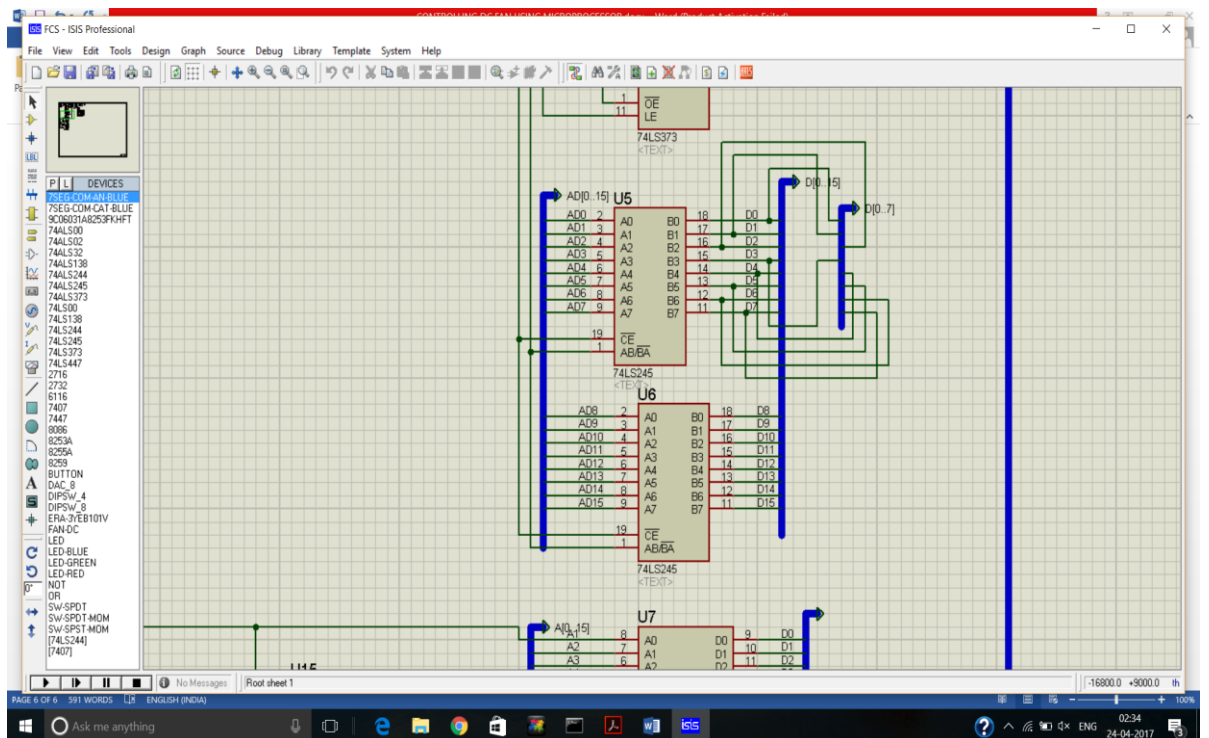 CONTROLLING DC FAN USING MICROPROCESSOR.docx - Word (Product Activation Failed)
FCS - ISIS Professional
File View Edit Tools Design Graph Source Debug Library Template System Help
P L DEVICES
7SEG-COM-AN-BLUE
7SEG-COM-CAT-BLUE
9C06031A8253FKHFT
74ALS00
74ALS02
74ALS32
74ALS138
74ALS244
74ALS245
74ALS373
74LS00
74LS138
74LS244
74LS245
74LS373
74LS447
2716
2732
6116
7407
7447
8086
8253A
8255A
8259
BUTTON
DAC_8
DIPSW_4
DIPSW_8
ERA-3YEB101V
FAN-DC
LED
LED-BLUE
LED-GREEN
LED-RED
NOT
OR
SW-SPDT
SW-SPDT-MOM
SW-SPST-MOM
[74LS244]
[7407]
1 OE
11 LE
74LS373
<TEXT>
AD[0..15] U5 D[0..15] D[0..7]
AD0 2 A0 B0 18 D0
AD1 3 A1 B1 17 D1
AD2 4 A2 B2 16 D2
AD3 5 A3 B3 15 D3
AD4 6 A4 B4 14 D4
AD5 7 A5 B5 13 D5
AD6 8 A6 B6 12 D6
AD7 9 A7 B7 11 D7
19 CE
1 AB/BA
74LS245
<TEXT>
U6
AD8 2 A0 B0 18 D8
AD9 3 A1 B1 17 D9
AD10 4 A2 B2 16 D10
AD11 5 A3 B3 15 D11
AD12 6 A4 B4 14 D12
AD13 7 A5 B5 13 D13
AD14 8 A6 B6 12 D14
AD15 9 A7 B7 11 D15
19 CE
1 AB/BA
74LS245
<TEXT>
U7
A[0..15]
A1 8 A0 D0 9 D0
A2 7 A1 D1 10 D1
A3 6 A2 D2 11 D2
U15
No Messages Root sheet 1 -16800.0 +9000.0 th
PAGE 6 OF 6 591 WORDS ENGLISH (INDIA) 100%
Ask me anything ENG 02:34
24-04-2017